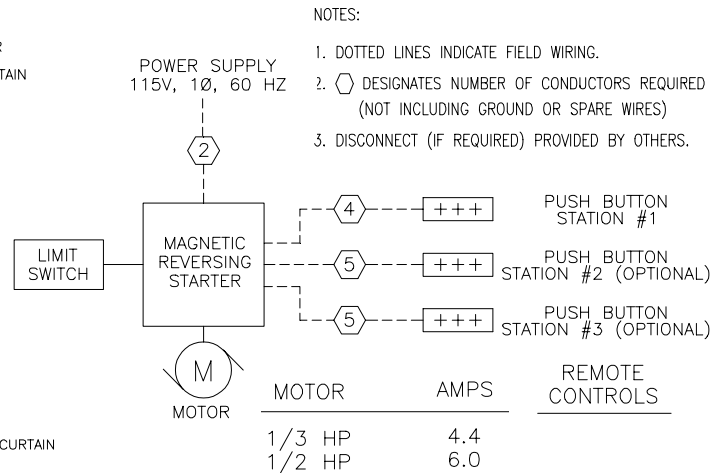 NOTES:
1. DOTTED LINES INDICATE FIELD WIRING.
2. DESIGNATES NUMBER OF CONDUCTORS REQUIRED
(NOT INCLUDING GROUND OR SPARE WIRES)
3. DISCONNECT (IF REQUIRED) PROVIDED BY OTHERS.
POWER SUPPLY
115V, 1Ø, 60 HZ
2
LIMIT
SWITCH
MAGNETIC
REVERSING
STARTER
4
+++
PUSH BUTTON
STATION #1
5
+++
PUSH BUTTON
STATION #2 (OPTIONAL)
5
+++
PUSH BUTTON
STATION #3 (OPTIONAL)
M
MOTOR
MOTOR AMPS
1/3 HP 4.4
1/2 HP 6.0
REMOTE
CONTROLS
CURTAIN